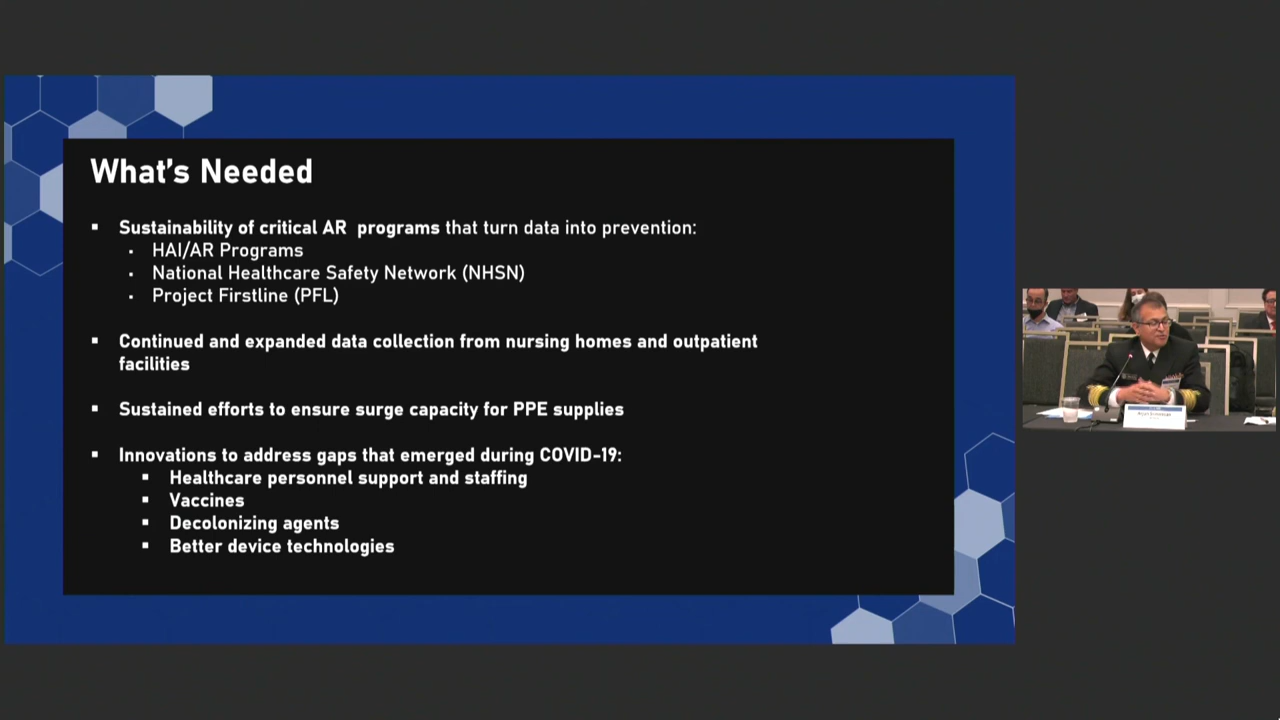 What's Needed
▪ Sustainability of critical AR programs that turn data into prevention:
▪ HAI/AR Programs
▪ National Healthcare Safety Network (NHSN)
▪ Project Firstline (PFL)
▪ Continued and expanded data collection from nursing homes and outpatient
facilities
▪ Sustained efforts to ensure surge capacity for PPE supplies
▪ Innovations to address gaps that emerged during COVID-19:
▪ Healthcare personnel support and staffing
▪ Vaccines
▪ Decolonizing agents
▪ Better device technologies